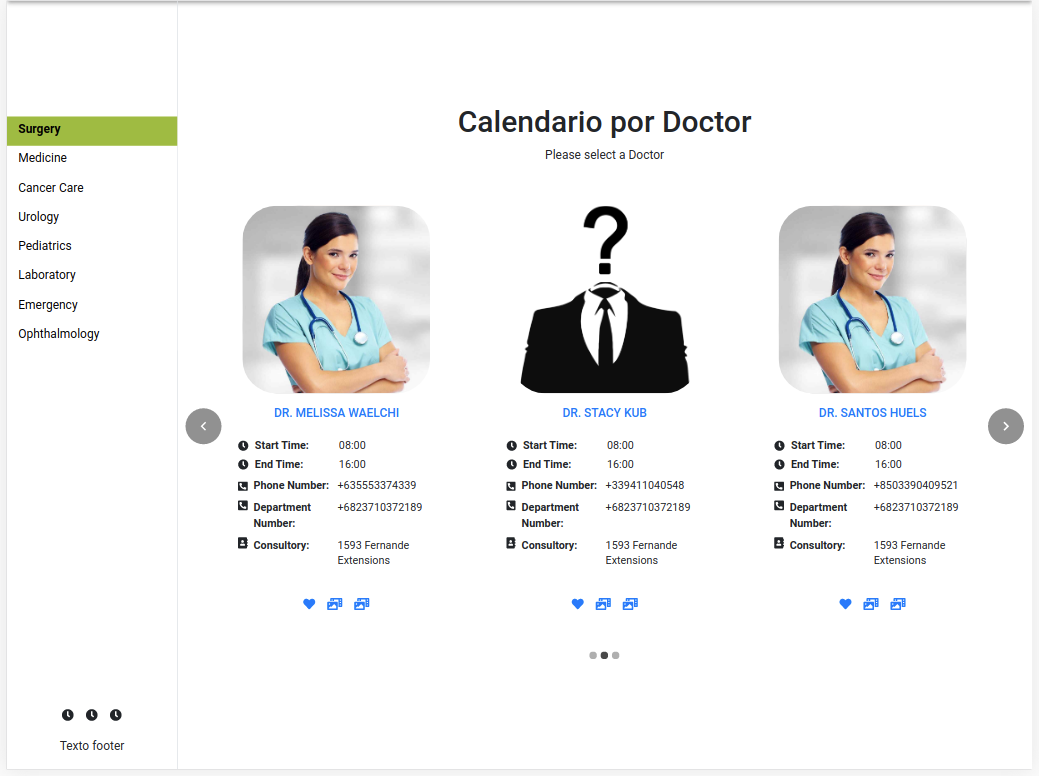 Surgery
Medicine
Cancer Care
Urology
Pediatrics
Laboratory
Emergency
Ophthalmology
Texto footer
Calendario por Doctor
Please select a Doctor
?
DR. MELISSA WAELCHI
Start Time: 08:00
End Time: 16:00
Phone Number: +635553374339
Department +6823710372189
Number:
Consultory: 1593 Fernande
Extensions
DR. STACY KUB
Start Time: 08:00
End Time: 16:00
Phone Number: +339411040548
Department +6823710372189
Number:
Consultory: 1593 Fernande
Extensions
DR. SANTOS HUELS
Start Time: 08:00
End Time: 16:00
Phone Number: +8503390409521
Department +6823710372189
Number:
Consultory: 1593 Fernande
Extensions